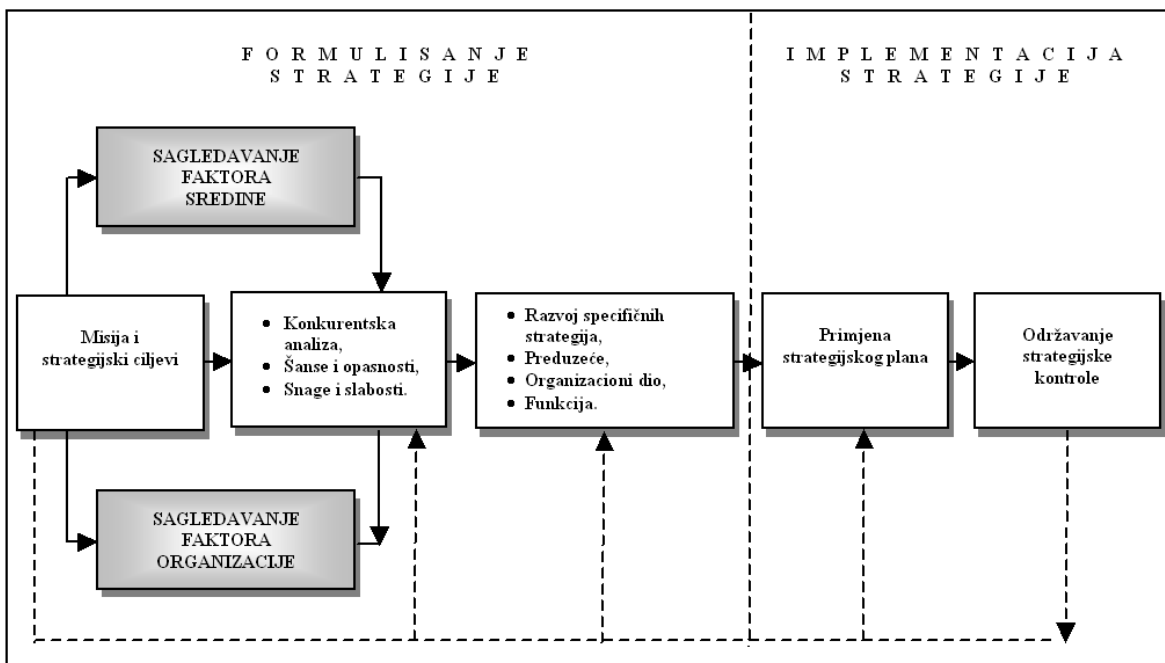 F O R M U L I S A N J E
S T R A T E G I J E
I M P L E M E N T A C I J A
S T R A T E G I J E
SAGLEDAVANJE
FAKTORA
SREDINE
Misija i
strategijski ciljevi
• Konkurentska
analiza,
• Šanse i opasnosti,
• Snage i slabosti.
• Razvoj specifičnih
strategija,
• Preduzeće,
• Organizacioni dio,
• Funkcija.
Primjena
strategijskog plana
Održavanje
strategijske
kontrole
SAGLEDAVANJE
FAKTORA
ORGANIZACIJE